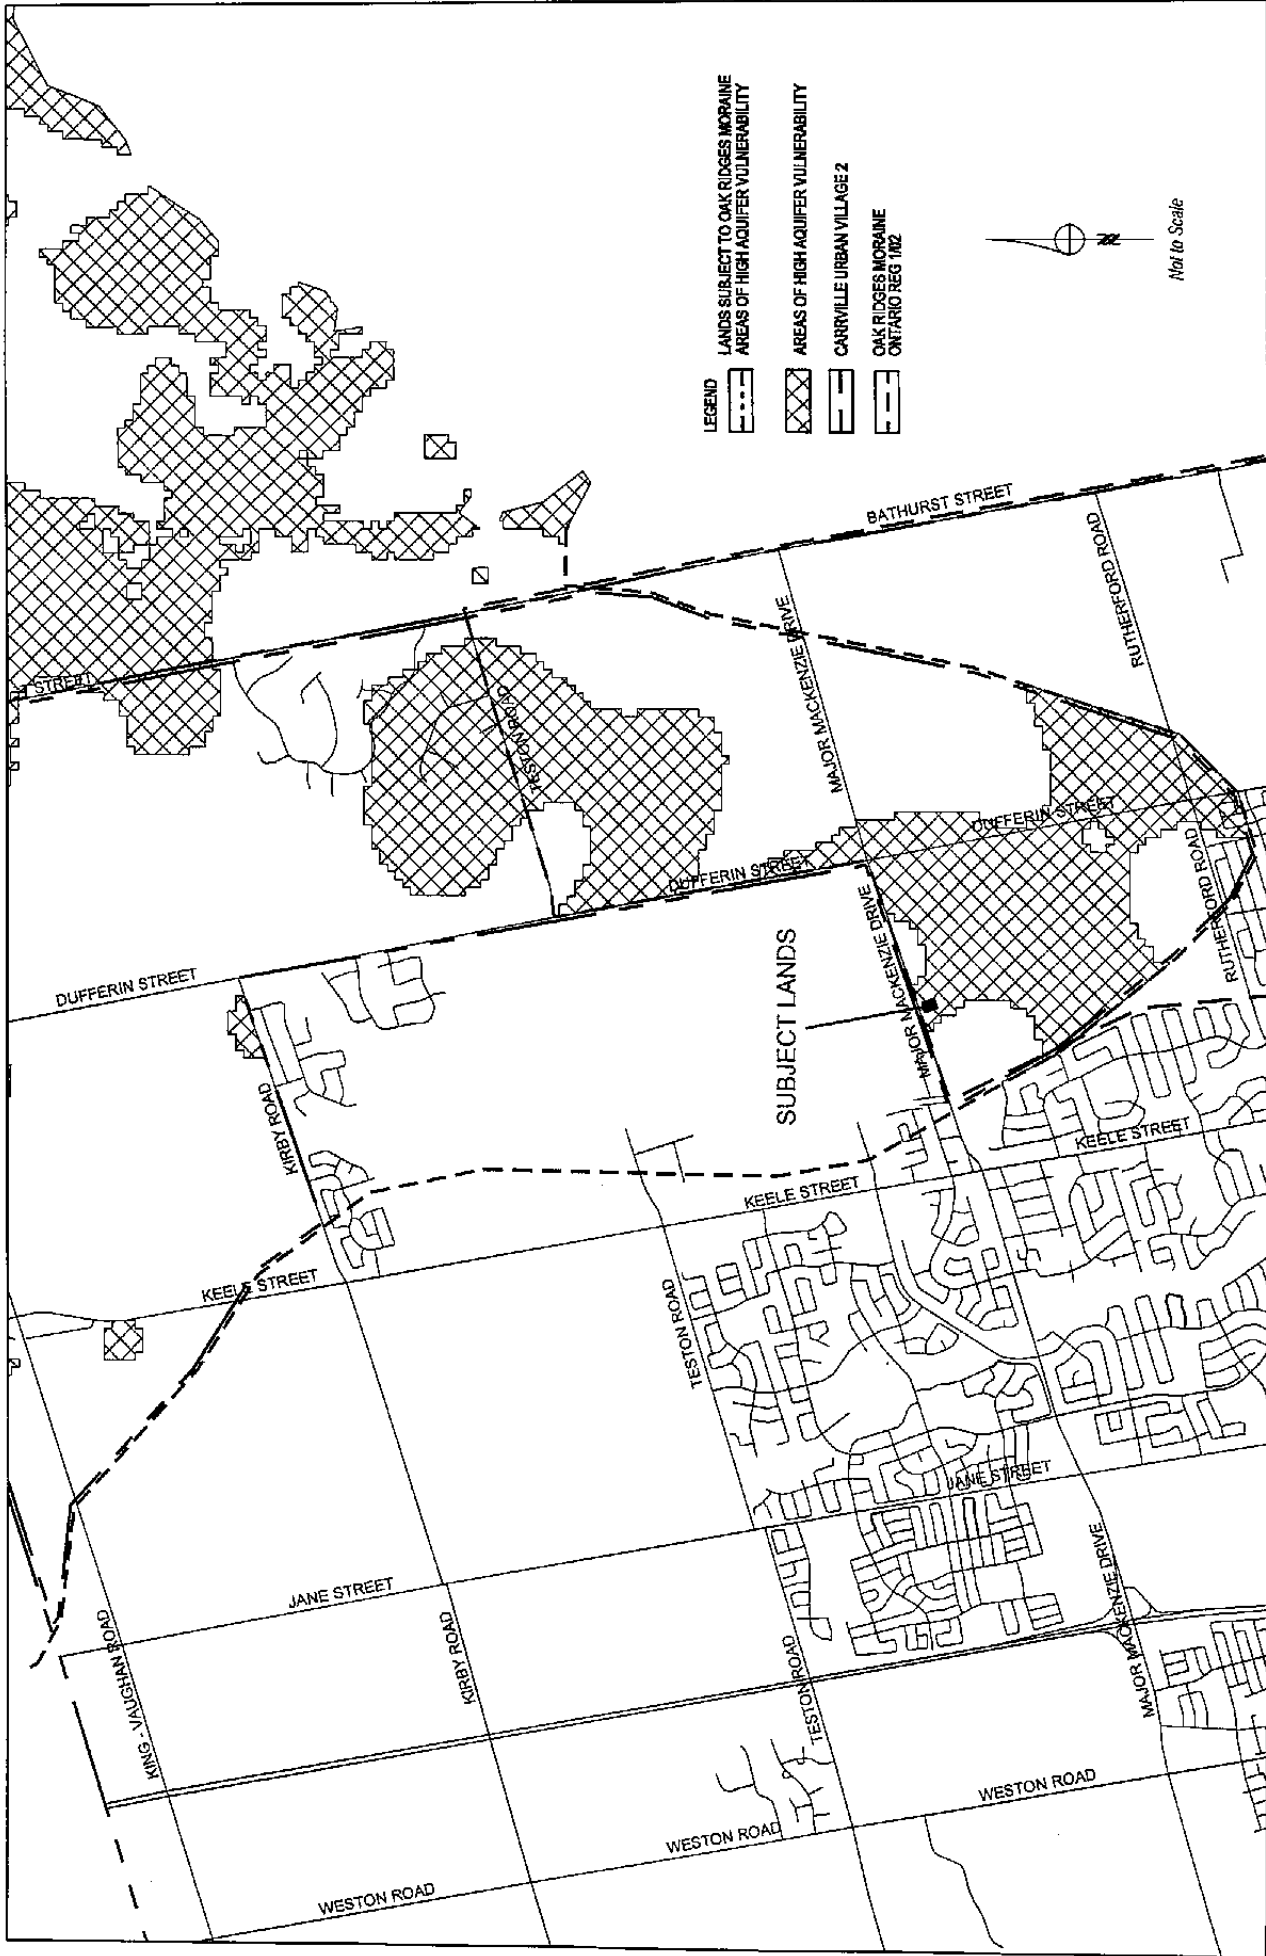 LEGEND
LANDS SUBJECT TO OAK RIDGES MORAINE
AREAS OF HIGH AQUIFER VULNERABILITY
AREAS OF HIGH AQUIFER VULNERABILITY
CARRVILLE URBAN VILLAGE 2
OAK RIDGES MORAINE
ONTARIO REG 1/02
Not to Scale
STREET
BATHURST STREET
RUTHERFORD ROAD
MAJOR MACKENZIE DRIVE
TESTON ROAD
DUFFERIN STREET
DUFFERIN STREET
DUFFERIN STREET
RUTHERFORD ROAD
MAJOR MACKENZIE DRIVE
MAJOR MACKENZIE DRIVE
SUBJECT LANDS
KIRBY ROAD
KEELE STREET
KEELE STREET
KEELE STREET
TESTON ROAD
JANE STREET
JANE STREET
KING - VAUGHAN ROAD
KIRBY ROAD
TESTON ROAD
MAJOR MACKENZIE DRIVE
WESTON ROAD
WESTON ROAD
WESTON ROAD